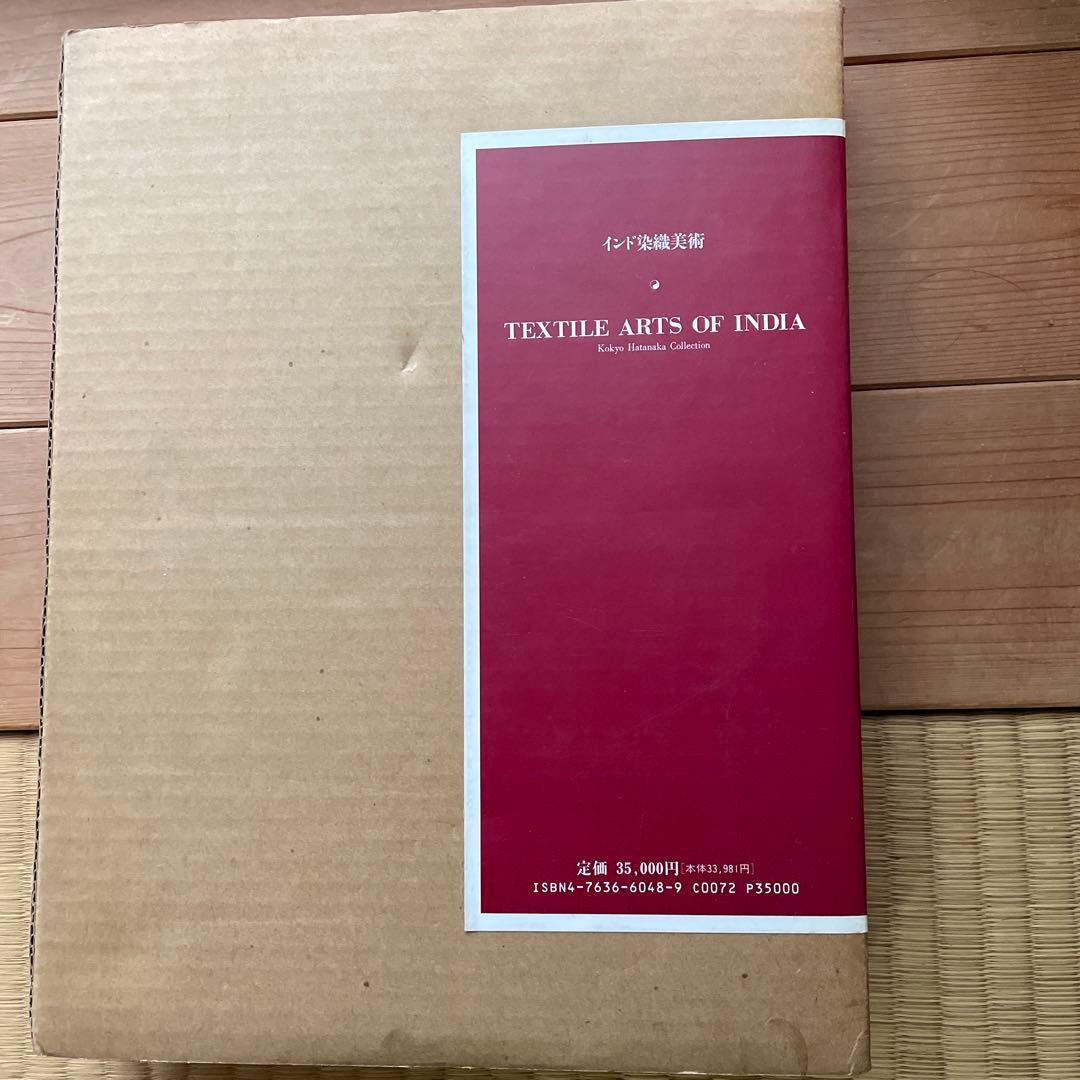 インド染織美術
TEXTILE ARTS OF INDIA
Kokyo Hatanaka Collection
定価 35,000円[本体33,981円]
ISBN4-7636-6048-9 C0072 P35000